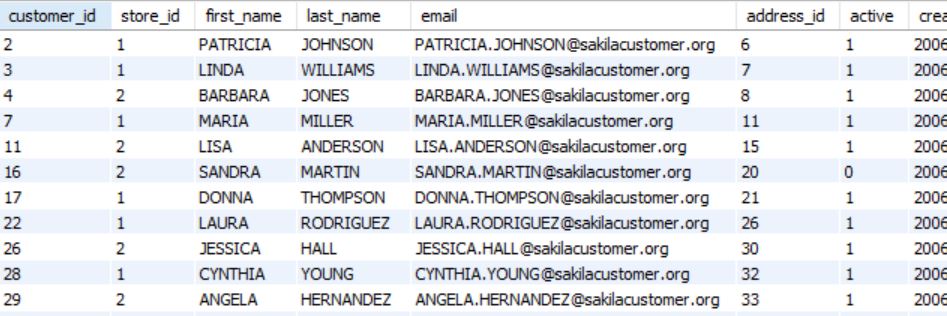 customer_id store_id first_name last_name email address_id active crea
2 1 PATRICIA JOHNSON PATRICIA.JOHNSON@sakilacustomer.org 6 1 2006
3 1 LINDA WILLIAMS LINDA.WILLIAMS@sakilacustomer.org 7 1 2006
4 2 BARBARA JONES BARBARA.JONES@sakilacustomer.org 8 1 2006
7 1 MARIA MILLER MARIA.MILLER@sakilacustomer.org 11 1 2006
11 2 LISA ANDERSON LISA.ANDERSON@sakilacustomer.org 15 1 2006
16 2 SANDRA MARTIN SANDRA.MARTIN@sakilacustomer.org 20 0 2006
17 1 DONNA THOMPSON DONNA.THOMPSON@sakilacustomer.org 21 1 2006
22 1 LAURA RODRIGUEZ LAURA.RODRIGUEZ@sakilacustomer.org 26 1 2006
26 2 JESSICA HALL JESSICA.HALL@sakilacustomer.org 30 1 2006
28 1 CYNTHIA YOUNG CYNTHIA.YOUNG@sakilacustomer.org 32 1 2006
29 2 ANGELA HERNANDEZ ANGELA.HERNANDEZ@sakilacustomer.org 33 1 2006